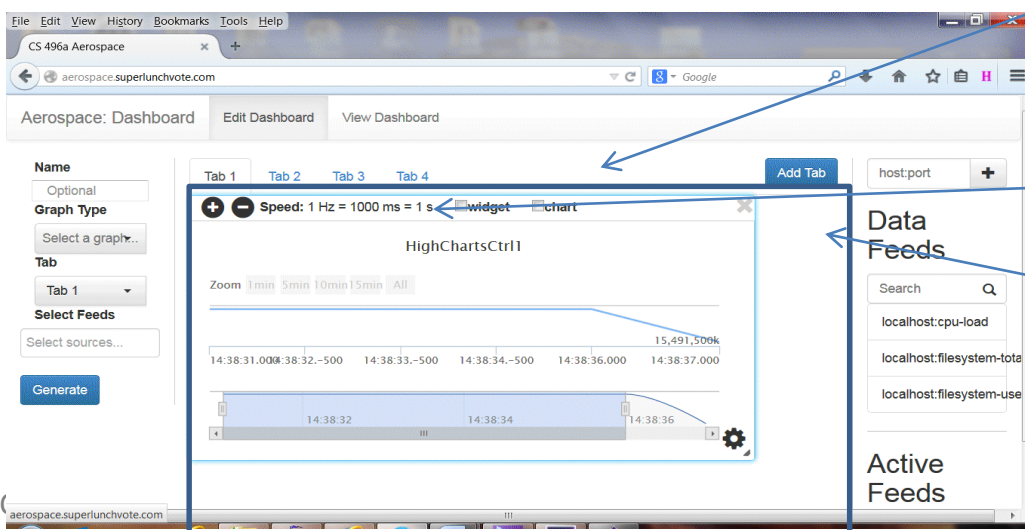 File Edit View History Bookmarks Tools Help
CS 496a Aerospace × +
aerospace.superlunchvote.com 8 Google H
Aerospace: Dashboard Edit Dashboard View Dashboard
Name
Optional
Graph Type
Select a graph...
Tab
Tab 1
Select Feeds
Select sources...
Generate
Tab 1 Tab 2 Tab 3 Tab 4 Add Tab
Speed: 1 Hz = 1000 ms = 1 s widget chart
HighChartsCtrl1
Zoom 1min 5min 10min 15min All
15,491,500k
14:38:31.000 14:38:32.-500 14:38:33.-500 14:38:34.-500 14:38:36.000 14:38:37.000
14:38:32 14:38:34 14:38:36
host:port +
Data
Feeds
Search
localhost:cpu-load
localhost:filesystem-tota
localhost:filesystem-use
Active
Feeds
aerospace.superlunchvote.com